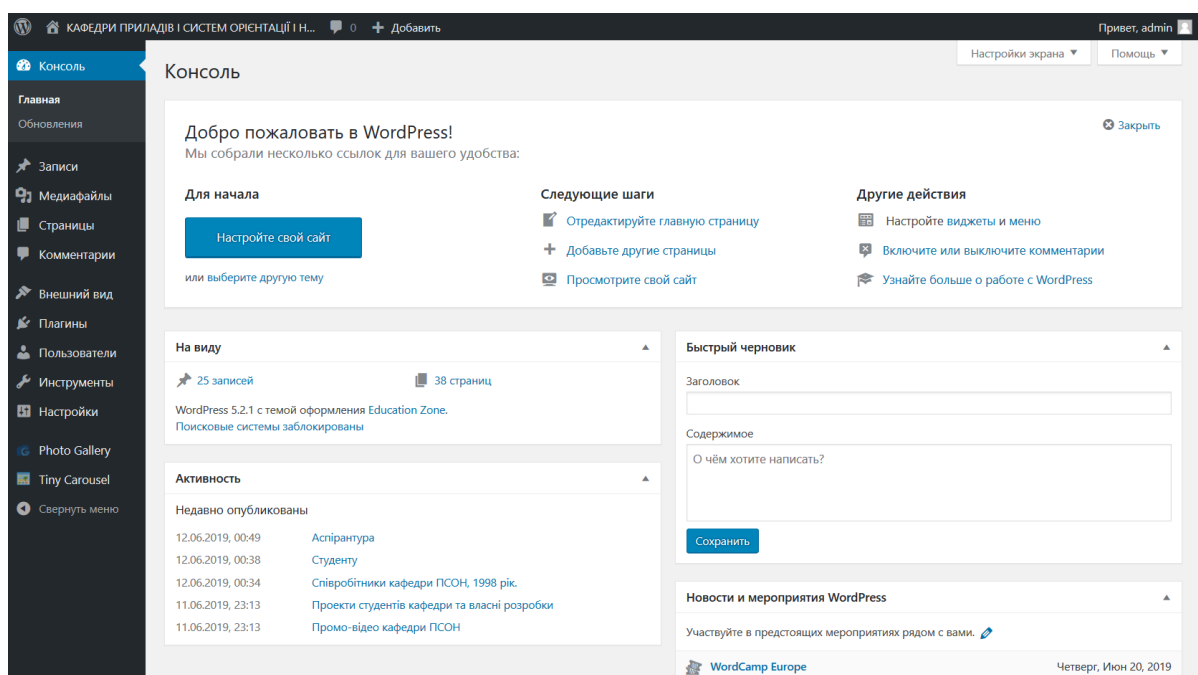 КАФЕДРИ ПРИЛАДІВ І СИСТЕМ ОРІЄНТАЦІЇ І Н... 0 + Добавить Привет, admin
Настройки экрана ▼ Помощь ▼
Консоль
Главная
Обновления
Записи
Медиафайлы
Страницы
Комментарии
Внешний вид
Плагины
Пользователи
Инструменты
Настройки
Photo Gallery
Tiny Carousel
Свернуть меню
Консоль
Добро пожаловать в WordPress!
Закрыть
Мы собрали несколько ссылок для вашего удобства:
Для начала
Настройте свой сайт
или выберите другую тему
Следующие шаги
Отредактируйте главную страницу
Добавьте другие страницы
Просмотрите свой сайт
Другие действия
Настройте виджеты и меню
Включите или выключите комментарии
Узнайте больше о работе с WordPress
На виду
25 записей 38 страниц
WordPress 5.2.1 с темой оформления Education Zone.
Поисковые системы заблокированы
Активность
Недавно опубликованы
12.06.2019, 00:49 Аспірантура
12.06.2019, 00:38 Студенту
12.06.2019, 00:34 Співробітники кафедри ПСОН, 1998 рік.
11.06.2019, 23:13 Проекти студентів кафедри та власні розробки
11.06.2019, 23:13 Промо-відео кафедри ПСОН
Быстрый черновик
Заголовок
Содержимое
О чём хотите написать?
Сохранить
Новости и мероприятия WordPress
Участвуйте в предстоящих мероприятиях рядом с вами.
WordCamp Europe Четверг, Июн 20, 2019